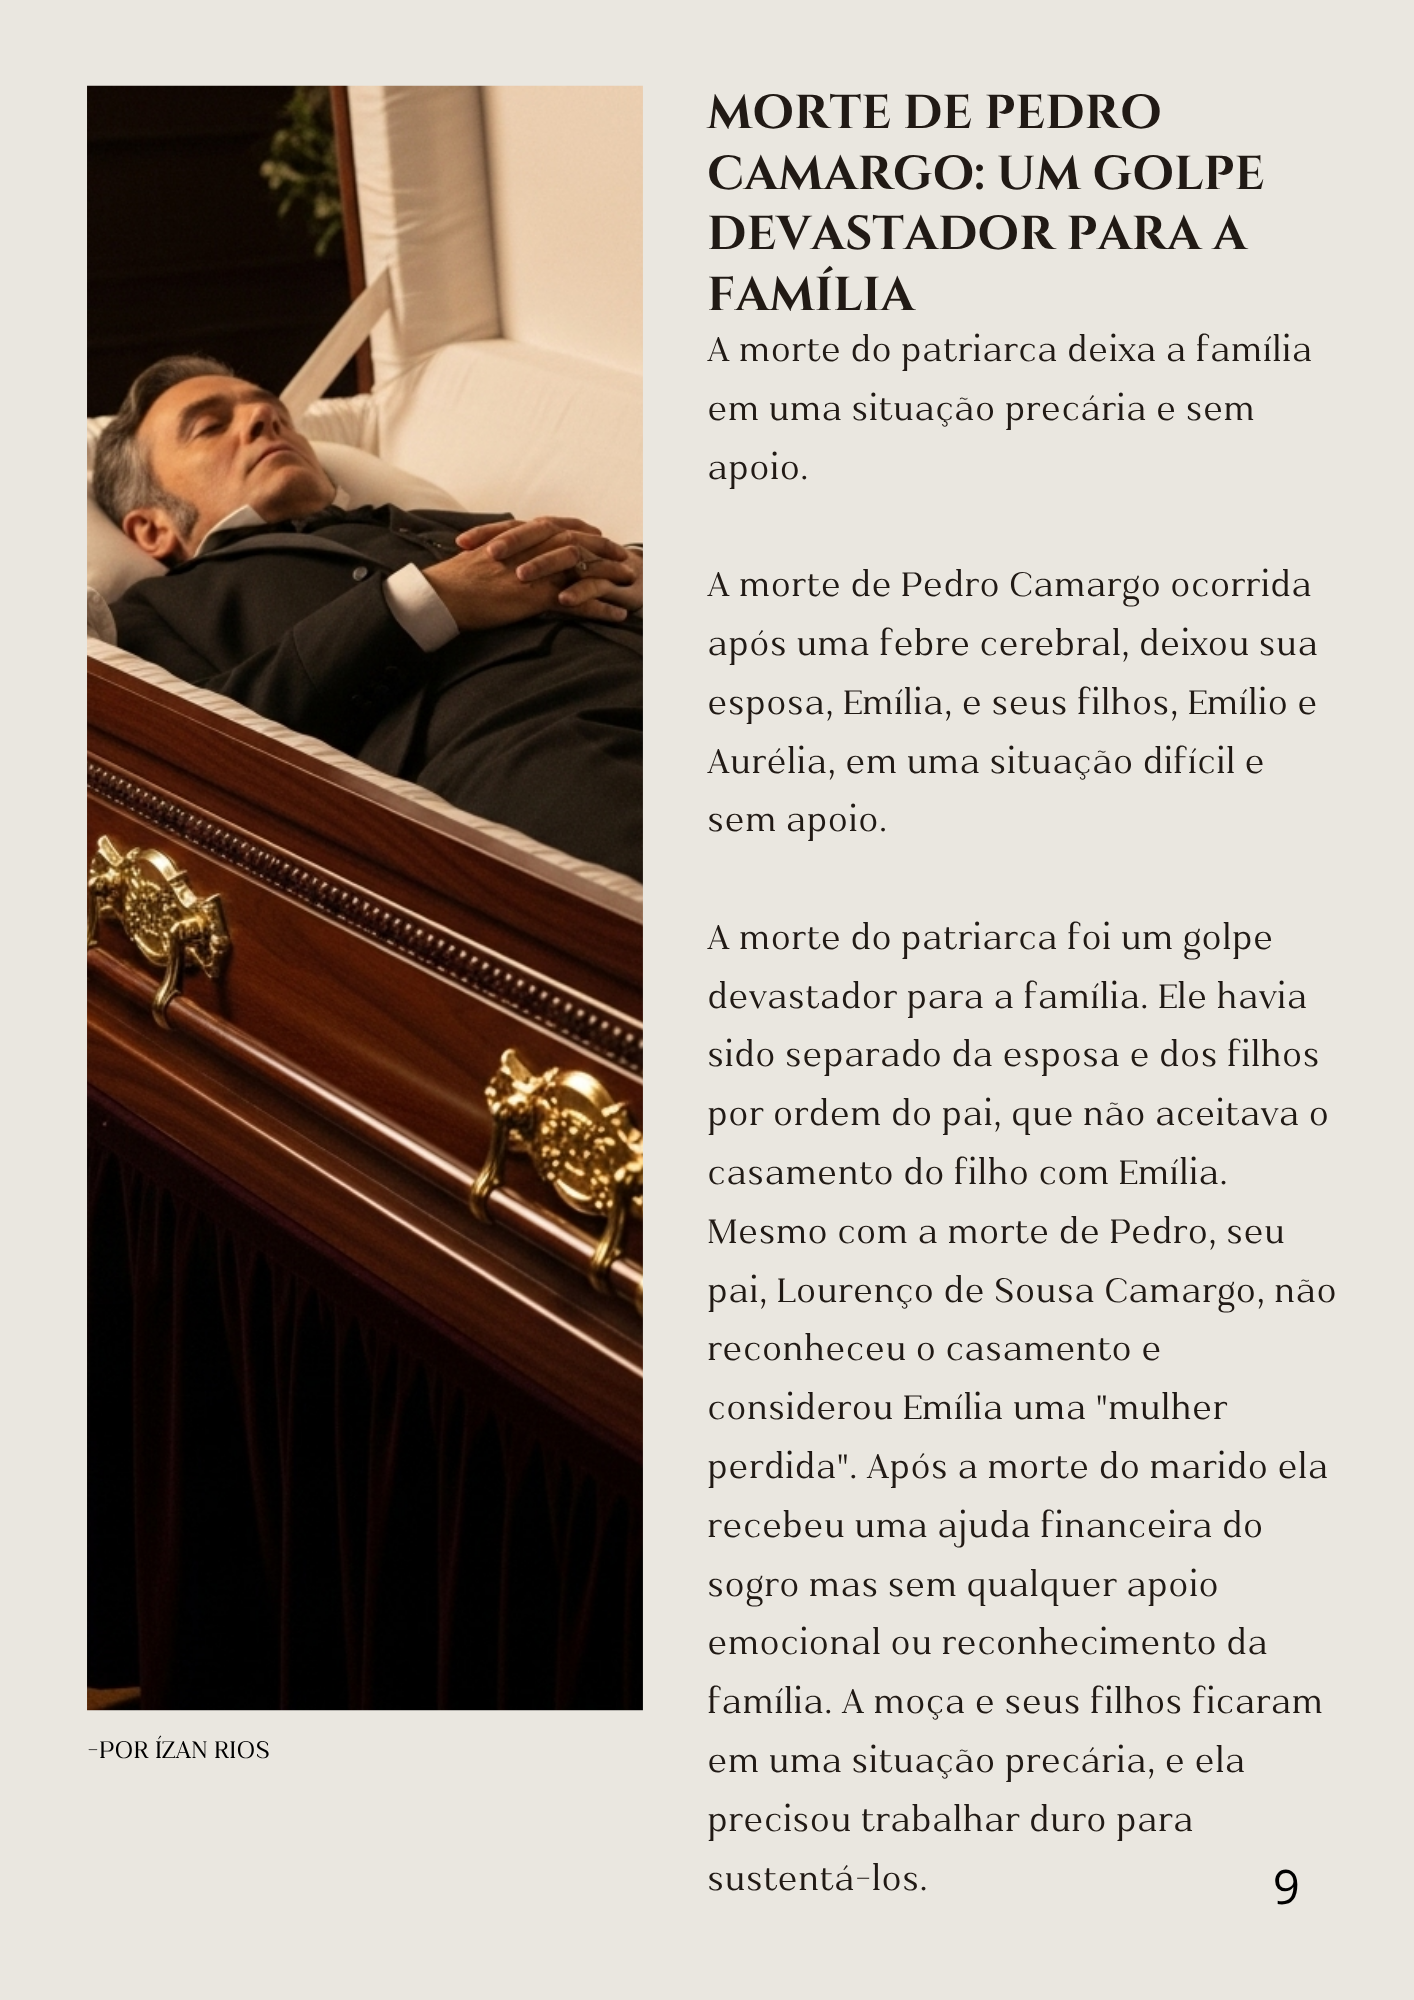 MORTE DE PEDRO
CAMARGO: UM GOLPE
DEVASTADOR PARA A
FAMÍLIA
A morte do patriarca deixa a família
em uma situação precária e sem
apoio.
A morte de Pedro Camargo ocorrida
após uma febre cerebral, deixou sua
esposa, Emília, e seus filhos, Emílio e
Aurélia, em uma situação difícil e
sem apoio.
A morte do patriarca foi um golpe
devastador para a família. Ele havia
sido separado da esposa e dos filhos
por ordem do pai, que não aceitava o
casamento do filho com Emília.
Mesmo com a morte de Pedro, seu
pai, Lourenço de Sousa Camargo, não
reconheceu o casamento e
considerou Emília uma "mulher
perdida". Após a morte do marido ela
recebeu uma ajuda financeira do
sogro mas sem qualquer apoio
emocional ou reconhecimento da
família. A moça e seus filhos ficaram
em uma situação precária, e ela
precisou trabalhar duro para
sustentá-los.
-POR ÍZAN RIOS
9